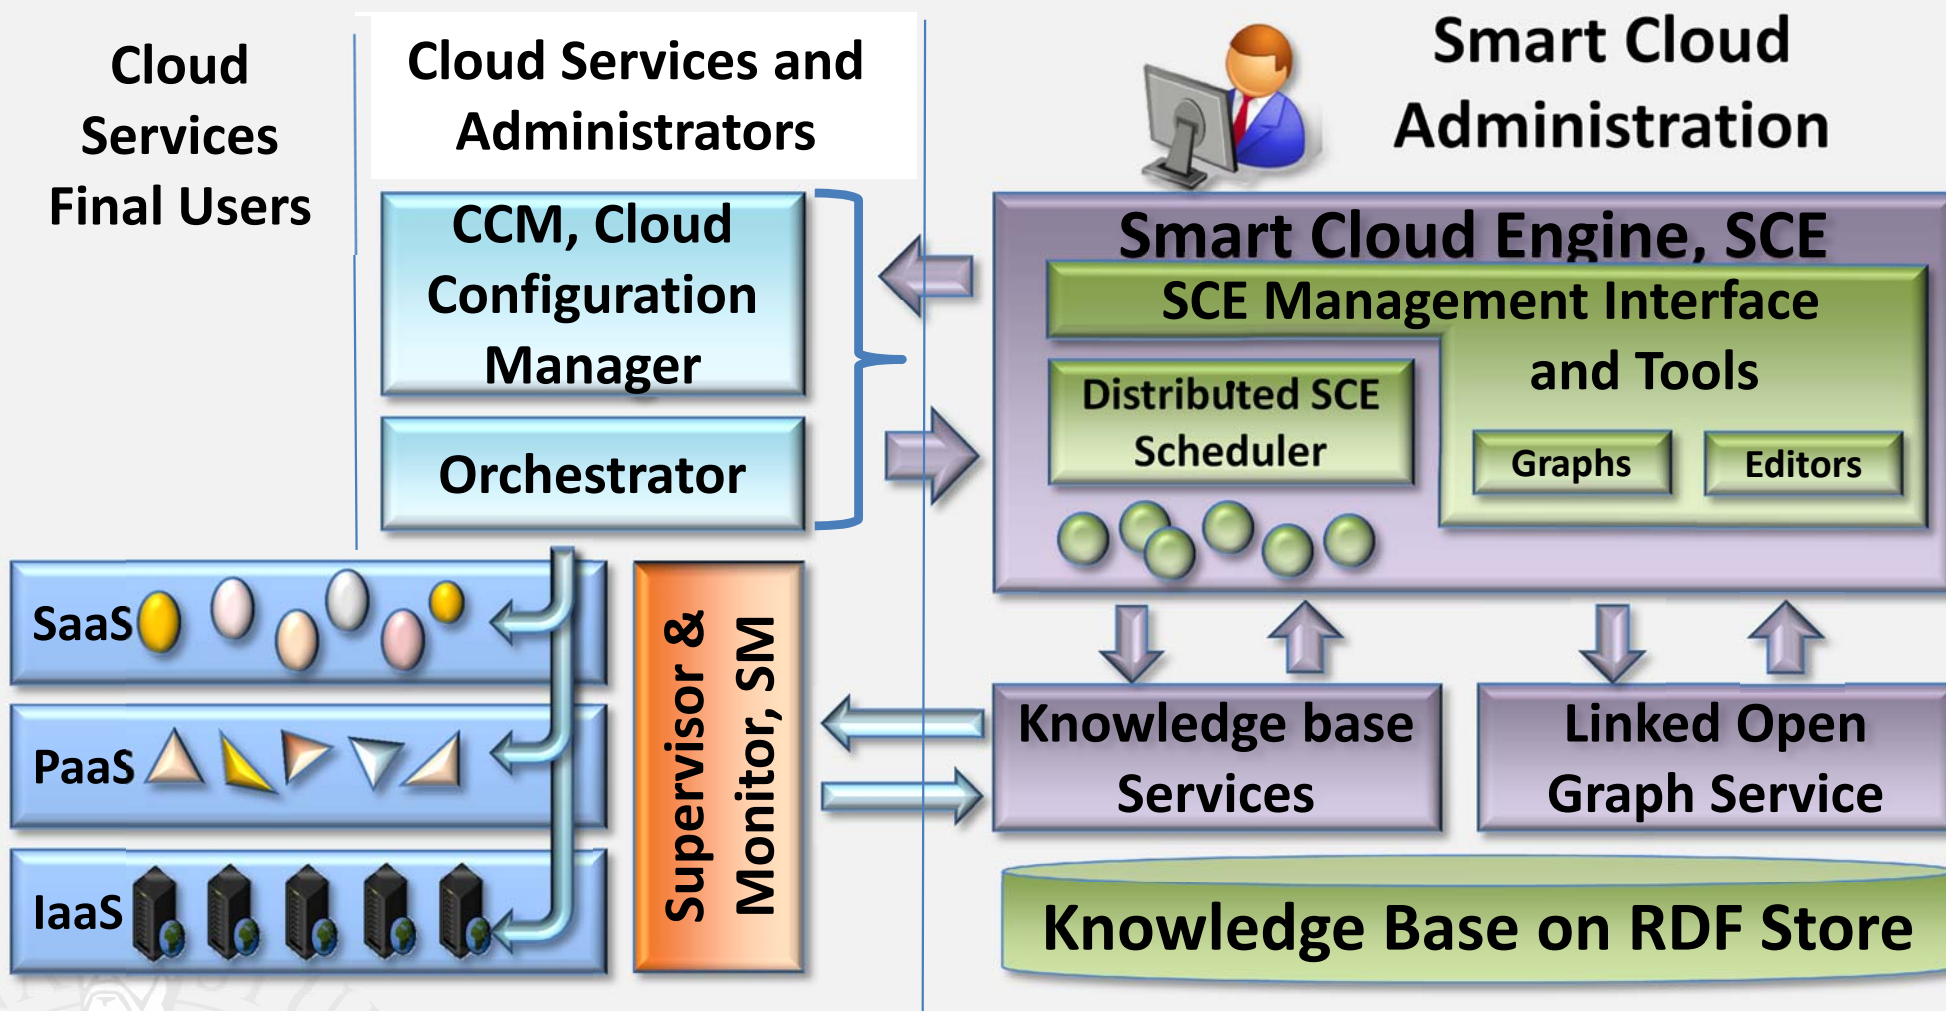 Cloud
Services
Final Users
Cloud Services and
Administrators
Smart Cloud
Administration
CCM, Cloud
Configuration
Manager
Orchestrator
Smart Cloud Engine, SCE
SCE Management Interface
and Tools
Distributed SCE
Scheduler
Graphs
Editors
SaaS
PaaS
IaaS
Supervisor &
Monitor, SM
Knowledge base
Services
Linked Open
Graph Service
Knowledge Base on RDF Store